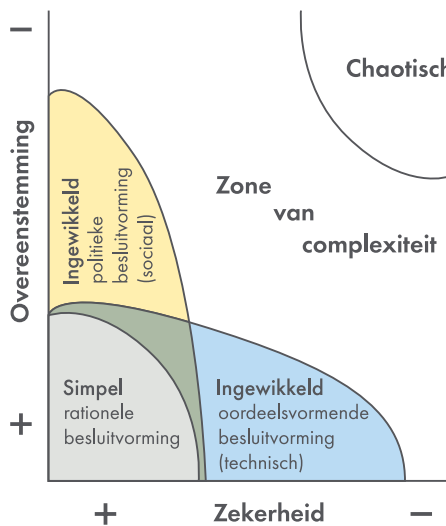 −
Chaotisch
Overeenstemming
Ingewikkeld
politieke
besluitvorming
(sociaal)
Zone
van
complexiteit
Simpel
rationele
besluitvorming
Ingewikkeld
oordeelsvormende
besluitvorming
(technisch)
+
+ Zekerheid −